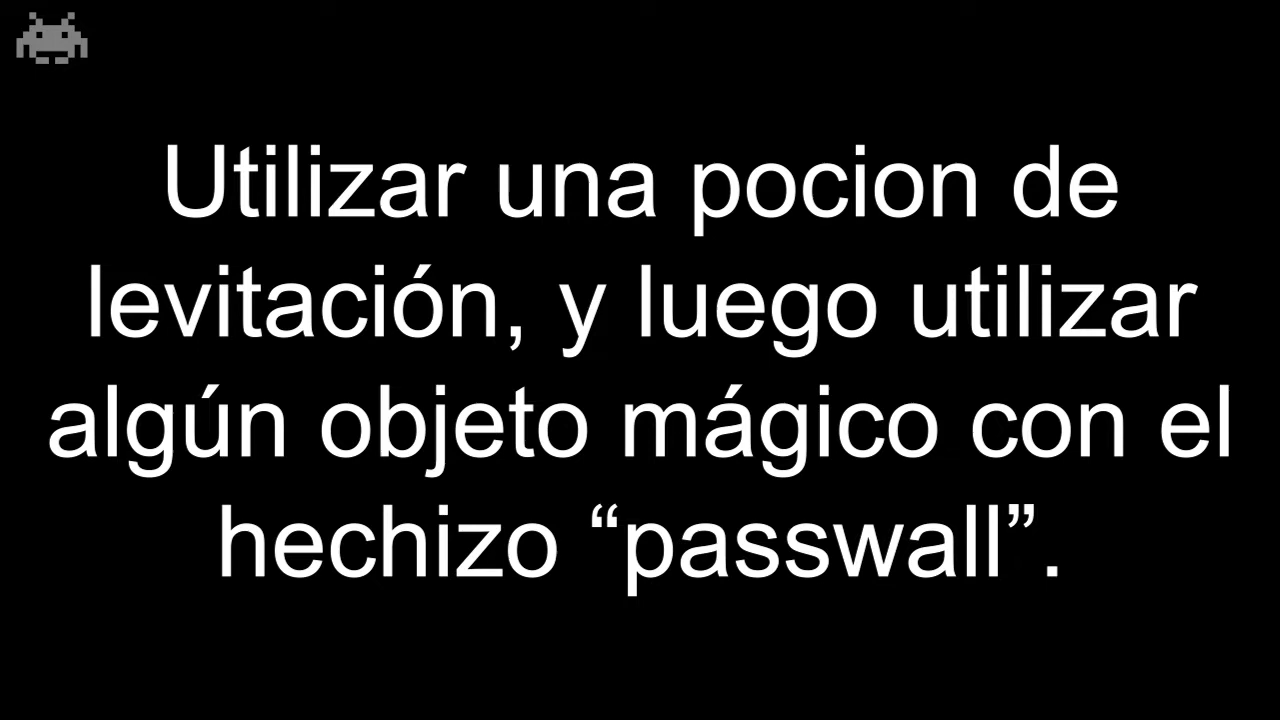 Utilizar una pocion de
levitación, y luego utilizar
algún objeto mágico con el
hechizo “passwall”.